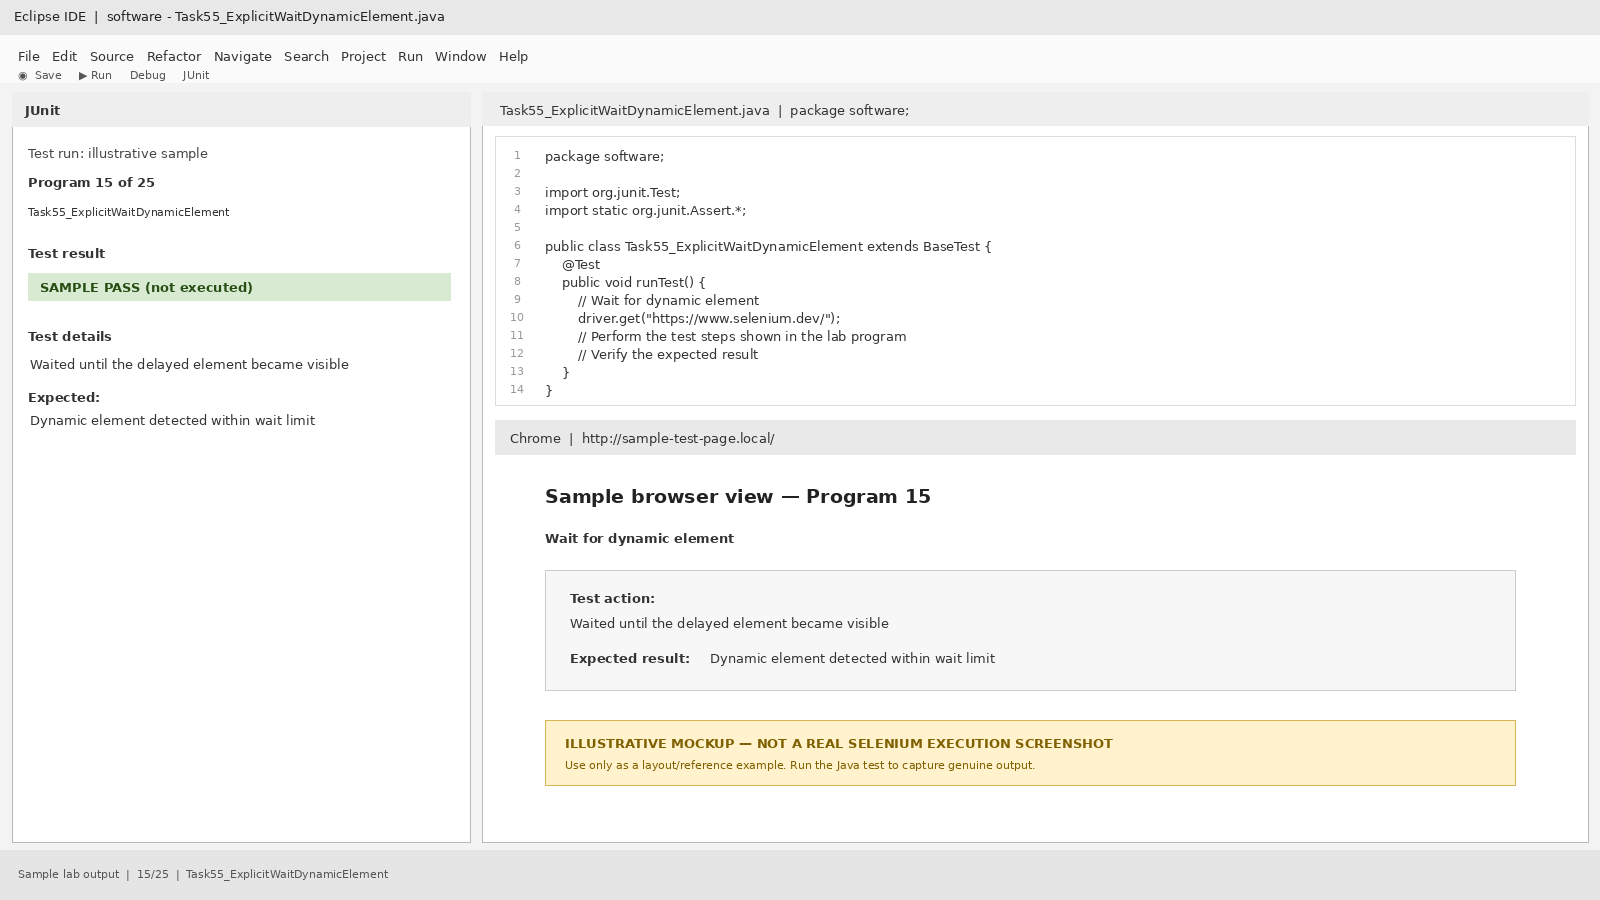 Eclipse IDE  |  software - Task55_ExplicitWaitDynamicElement.java
File  Edit  Source  Refactor  Navigate  Search  Project  Run  Window  Help
◉ Save  ▶ Run  Debug  JUnit
JUnit
Test run: illustrative sample
Program 15 of 25
Task55_ExplicitWaitDynamicElement
Test result
SAMPLE PASS (not executed)
Test details
Waited until the delayed element became visible
Expected:
Dynamic element detected within wait limit
Task55_ExplicitWaitDynamicElement.java  |  package software;
1 package software;
2
3 import org.junit.Test;
4 import static org.junit.Assert.*;
5
6 public class Task55_ExplicitWaitDynamicElement extends BaseTest {
7     @Test
8     public void runTest() {
9         // Wait for dynamic element
10         driver.get("https://www.selenium.dev/");
11         // Perform the test steps shown in the lab program
12         // Verify the expected result
13     }
14 }
Chrome  |  http://sample-test-page.local/
Sample browser view — Program 15
Wait for dynamic element
Test action:
Waited until the delayed element became visible
Expected result: Dynamic element detected within wait limit
ILLUSTRATIVE MOCKUP — NOT A REAL SELENIUM EXECUTION SCREENSHOT
Use only as a layout/reference example. Run the Java test to capture genuine output.
Sample lab output  |  15/25  |  Task55_ExplicitWaitDynamicElement